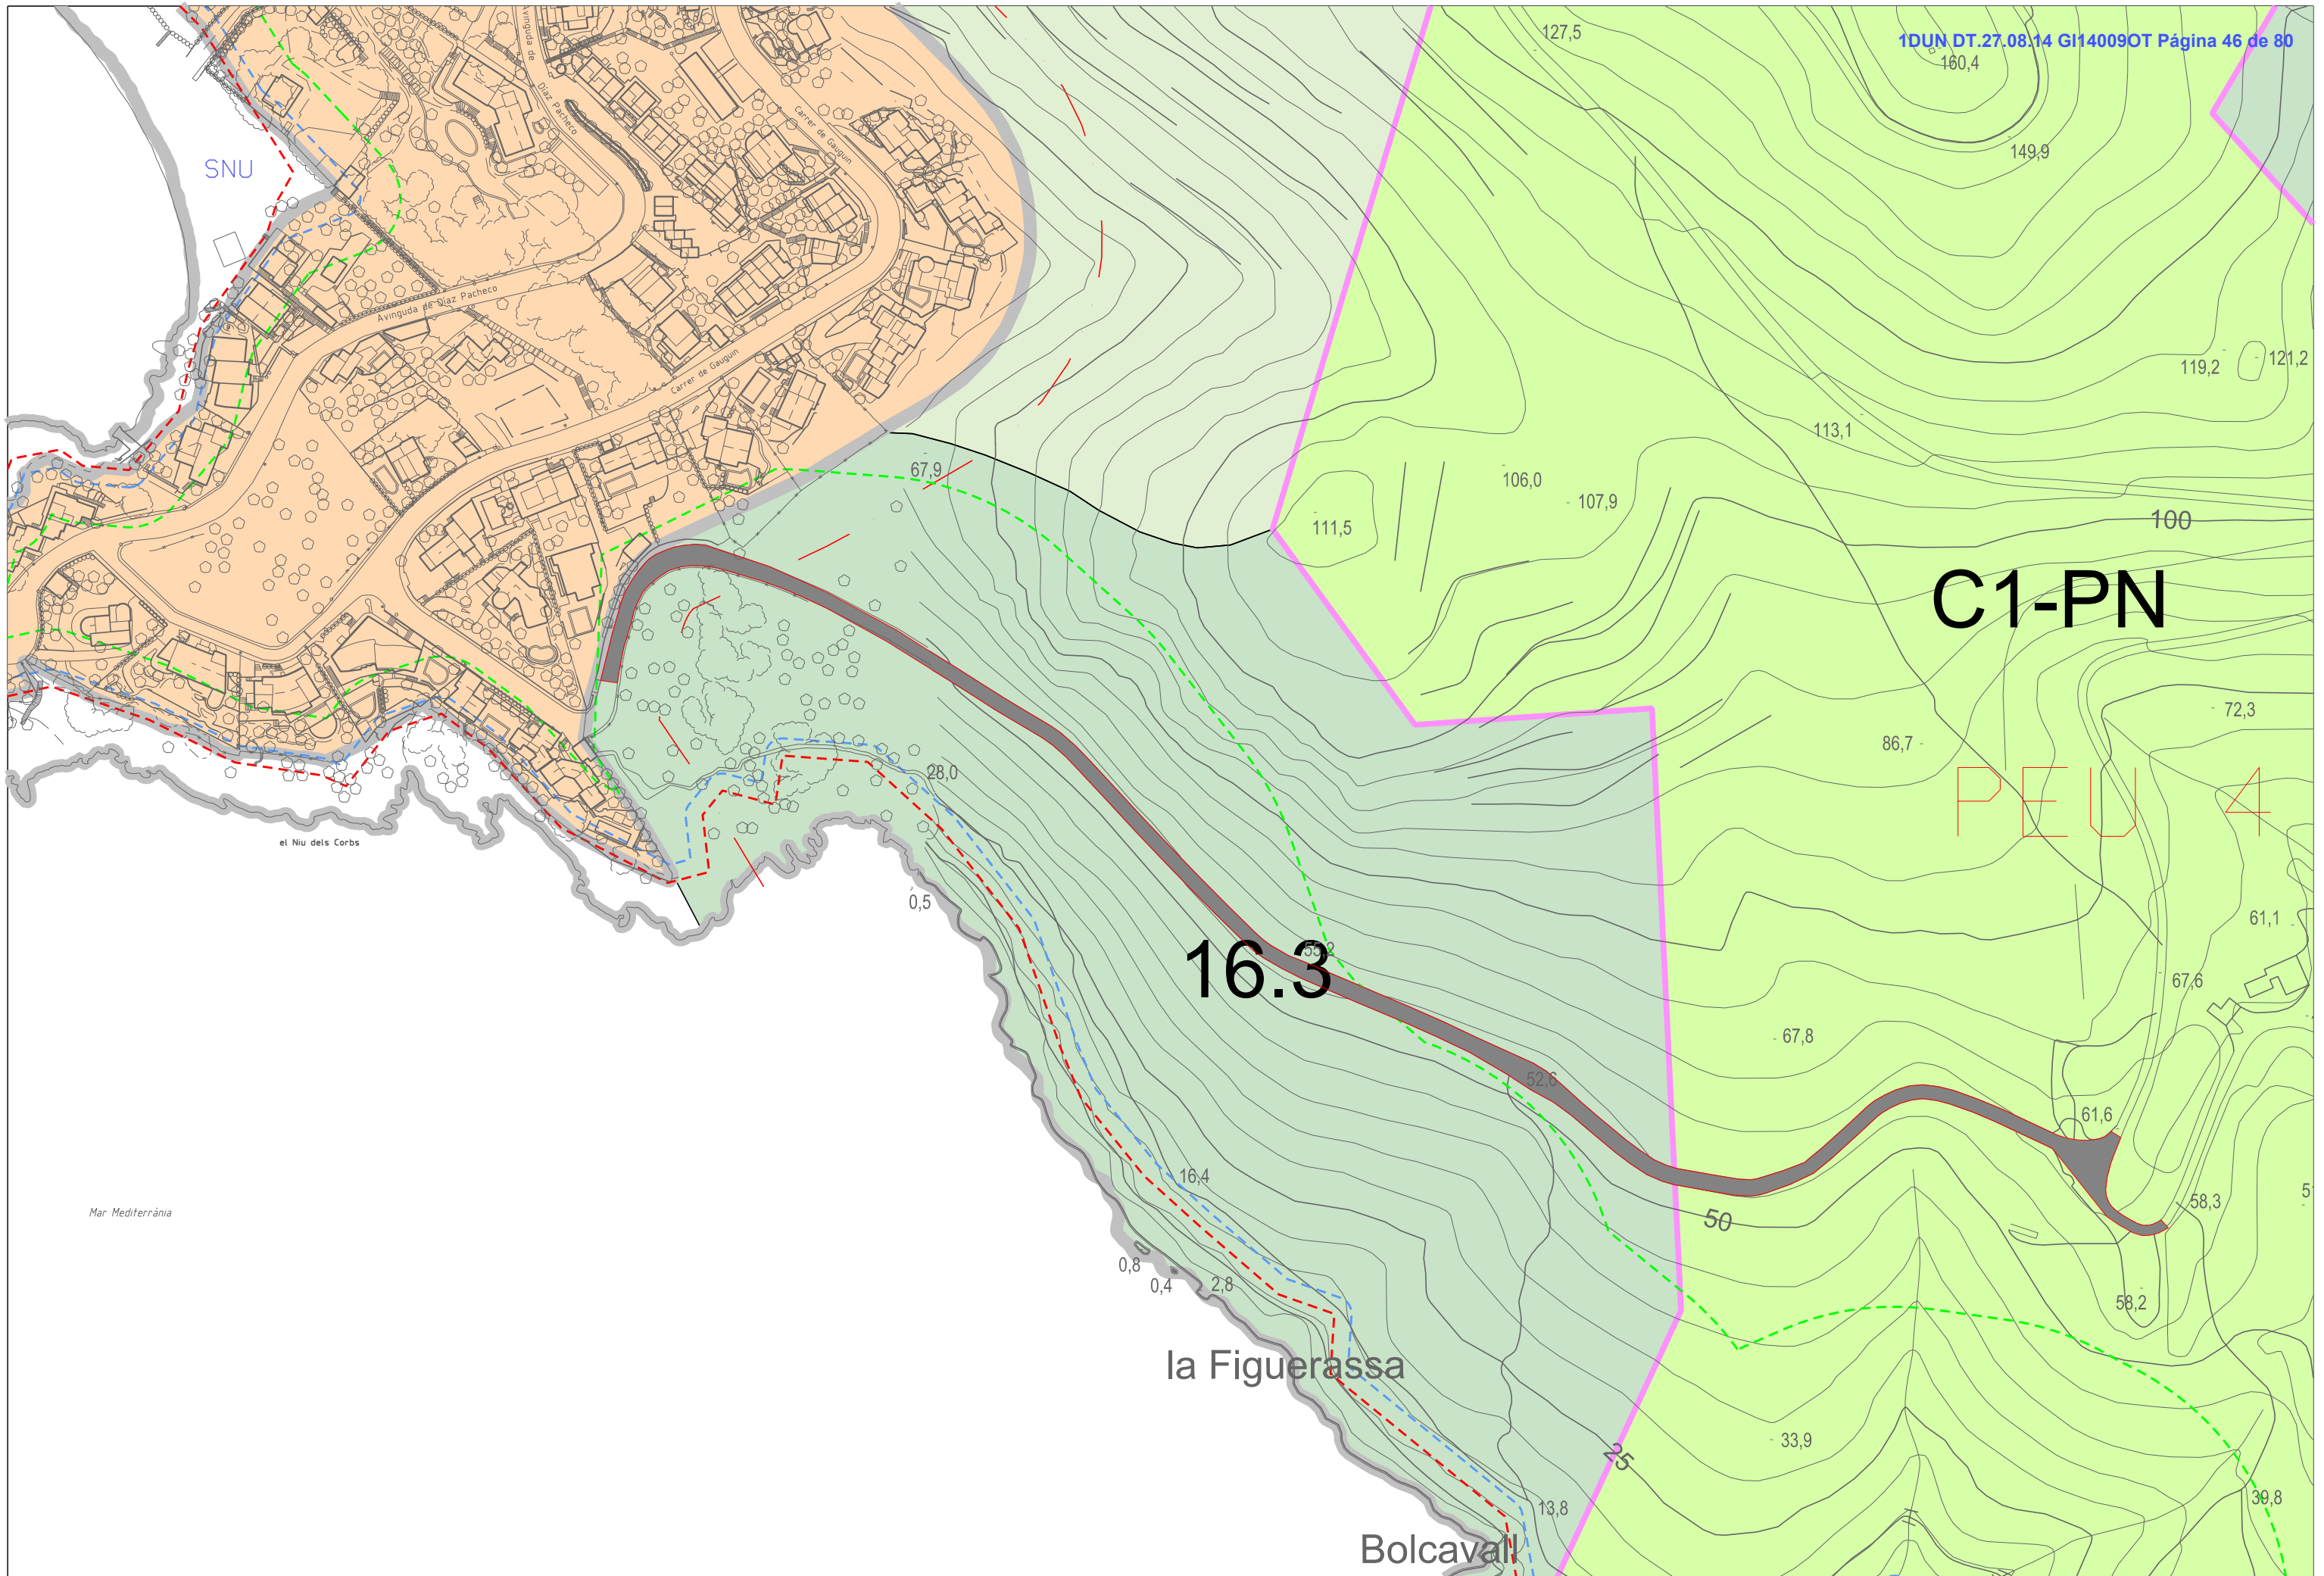 1DUN DT.27.08.14 GI14009OT Página 46 de 80
127,5
160,4
149,9
SNU
Avinguda de
Diaz Pacheco
Carrer de Gauguin
Avinguda de Diaz Pacheco
Carrer de Gauguin
119,2
121,2
113,1
67,9
106,0
107,9
111,5
100
C1-PN
72,3
86,7
PEU 4
28,0
el Niu dels Corbs
0,5
61,1
55,2
16.3
67,6
67,8
52,6
61,6
16,4
58,3
50
Mar Mediterrània
0,8
0,4
2,8
58,2
la Figuerassa
33,9
25
39,8
13,8
Bolcavall